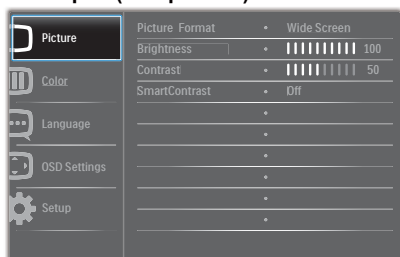 Picture
Color
Language
OSD Settings
Setup
Picture Format • Wide Screen
Brightness • 100
Contrast • 50
SmartContrast • Off
•
•
•
•
•
•